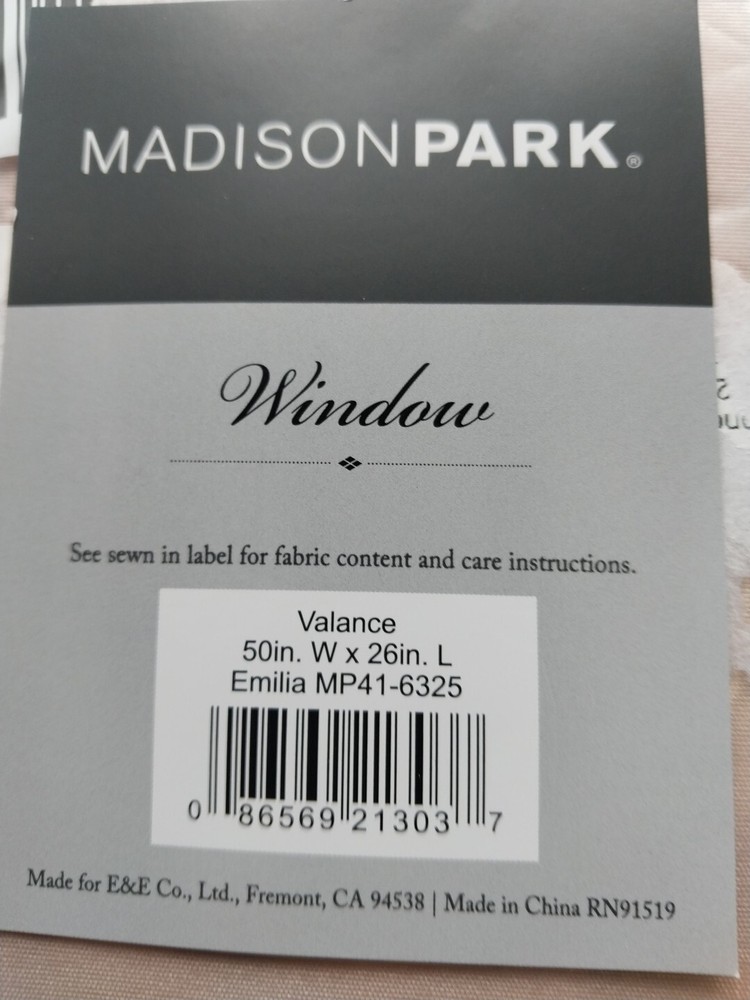 MADISONPARK®
Window
See sewn in label for fabric content and care instructions.
Valance
50in. W x 26in. L
Emilia MP41-6325
0 86569 21303 7
Made for E&E Co., Ltd., Fremont, CA 94538 | Made in China RN91519